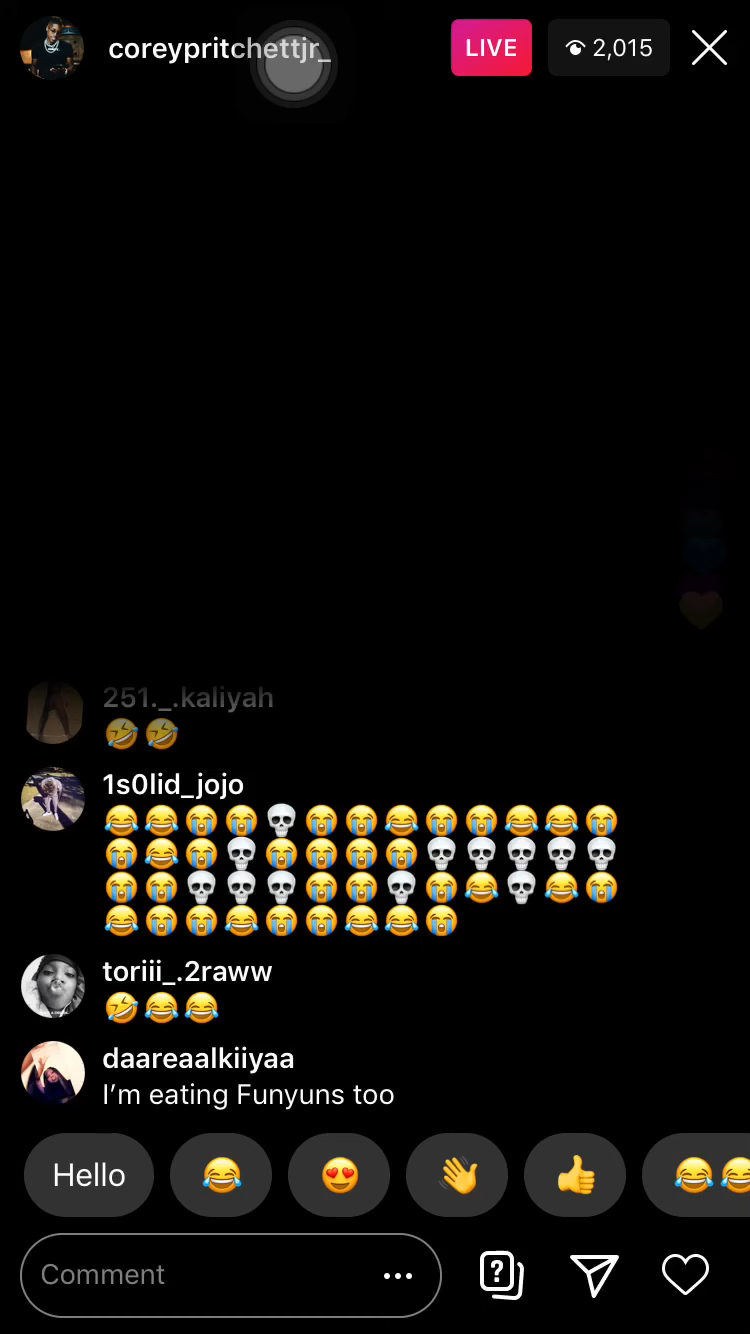 coreypritchettjr_
LIVE
2,015
251._.kaliyah
🤣🤣
1s0lid_jojo
😂😂😭😭💀😭😭😂😭😭😂😂😭
😭😂😭💀😭😭😭😭💀💀💀💀💀
😭😭💀💀💀😭😭💀😭😂💀😂😭
😂😭😭😂😭😭😂😂😭
toriii_.2raww
🤣😂😂
daareaalkiiyaa
I’m eating Funyuns too
Hello 😂 😍 👋 👍 😂😂
Comment